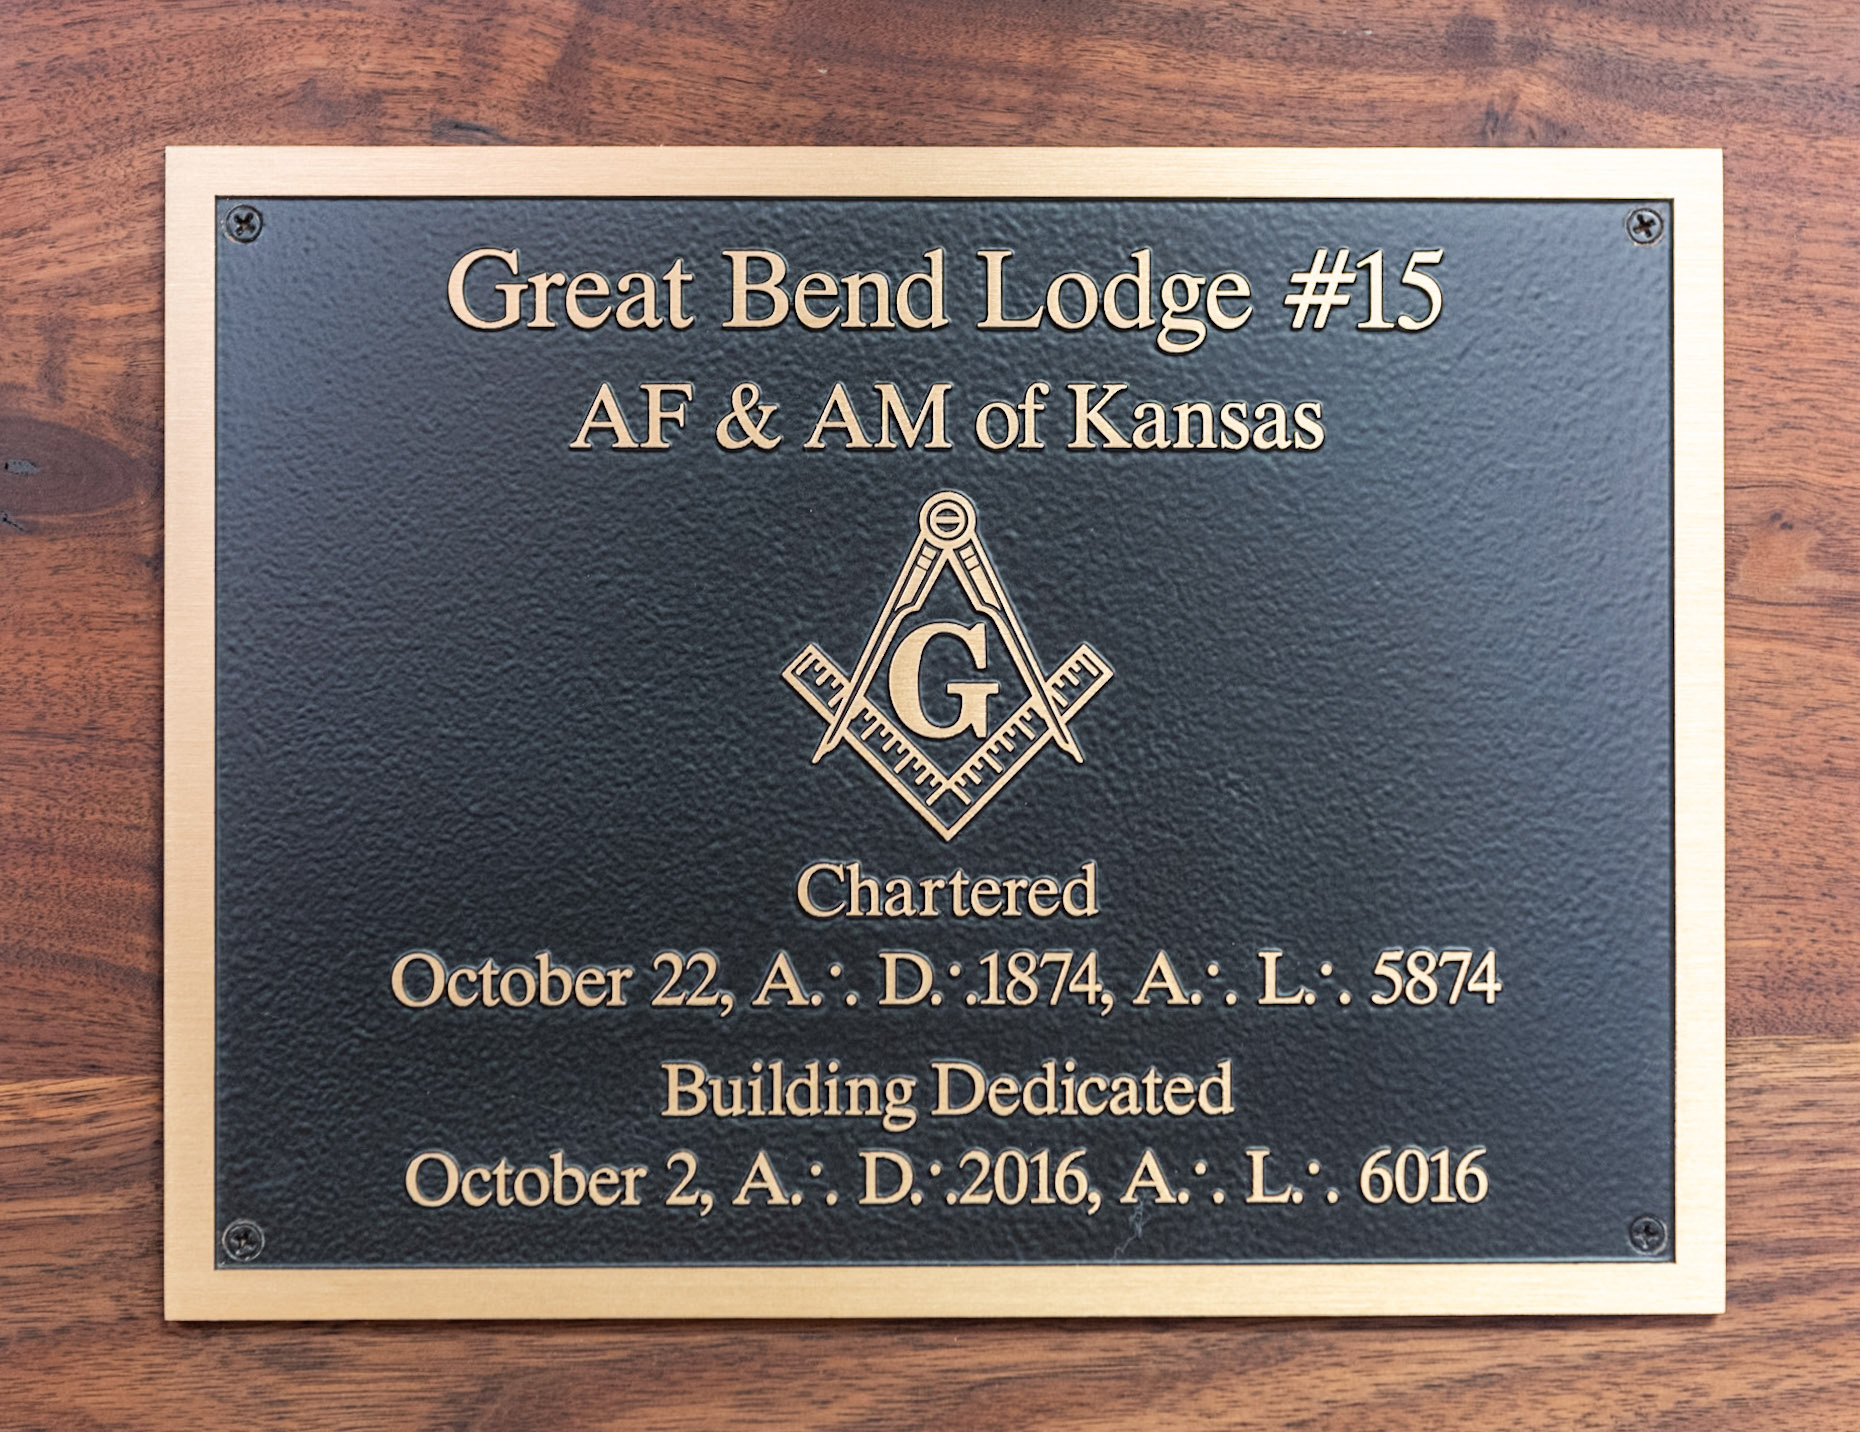 Great Bend Lodge #15
AF & AM of Kansas
G
Chartered
October 22, A∴ D∴1874, A∴ L∴ 5874
Building Dedicated
October 2, A∴ D∴2016, A∴ L∴ 6016